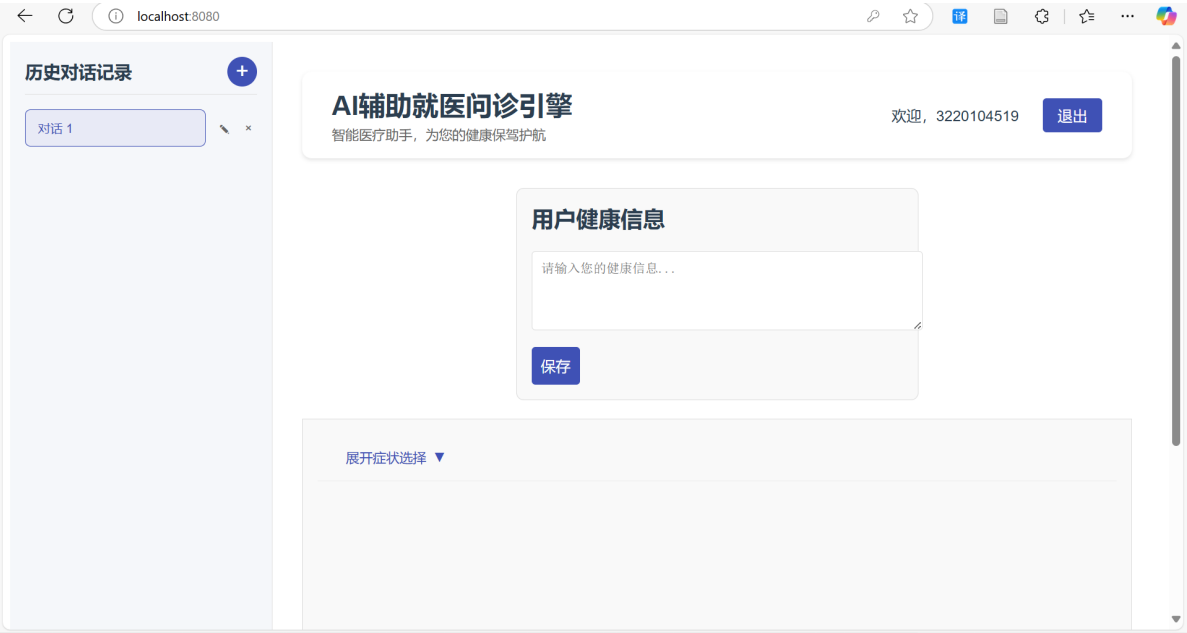 localhost:8080
译
历史对话记录
+
对话 1
×
AI辅助就医问诊引擎
智能医疗助手，为您的健康保驾护航
欢迎，3220104519
退出
用户健康信息
请输入您的健康信息...
保存
展开症状选择 ▼